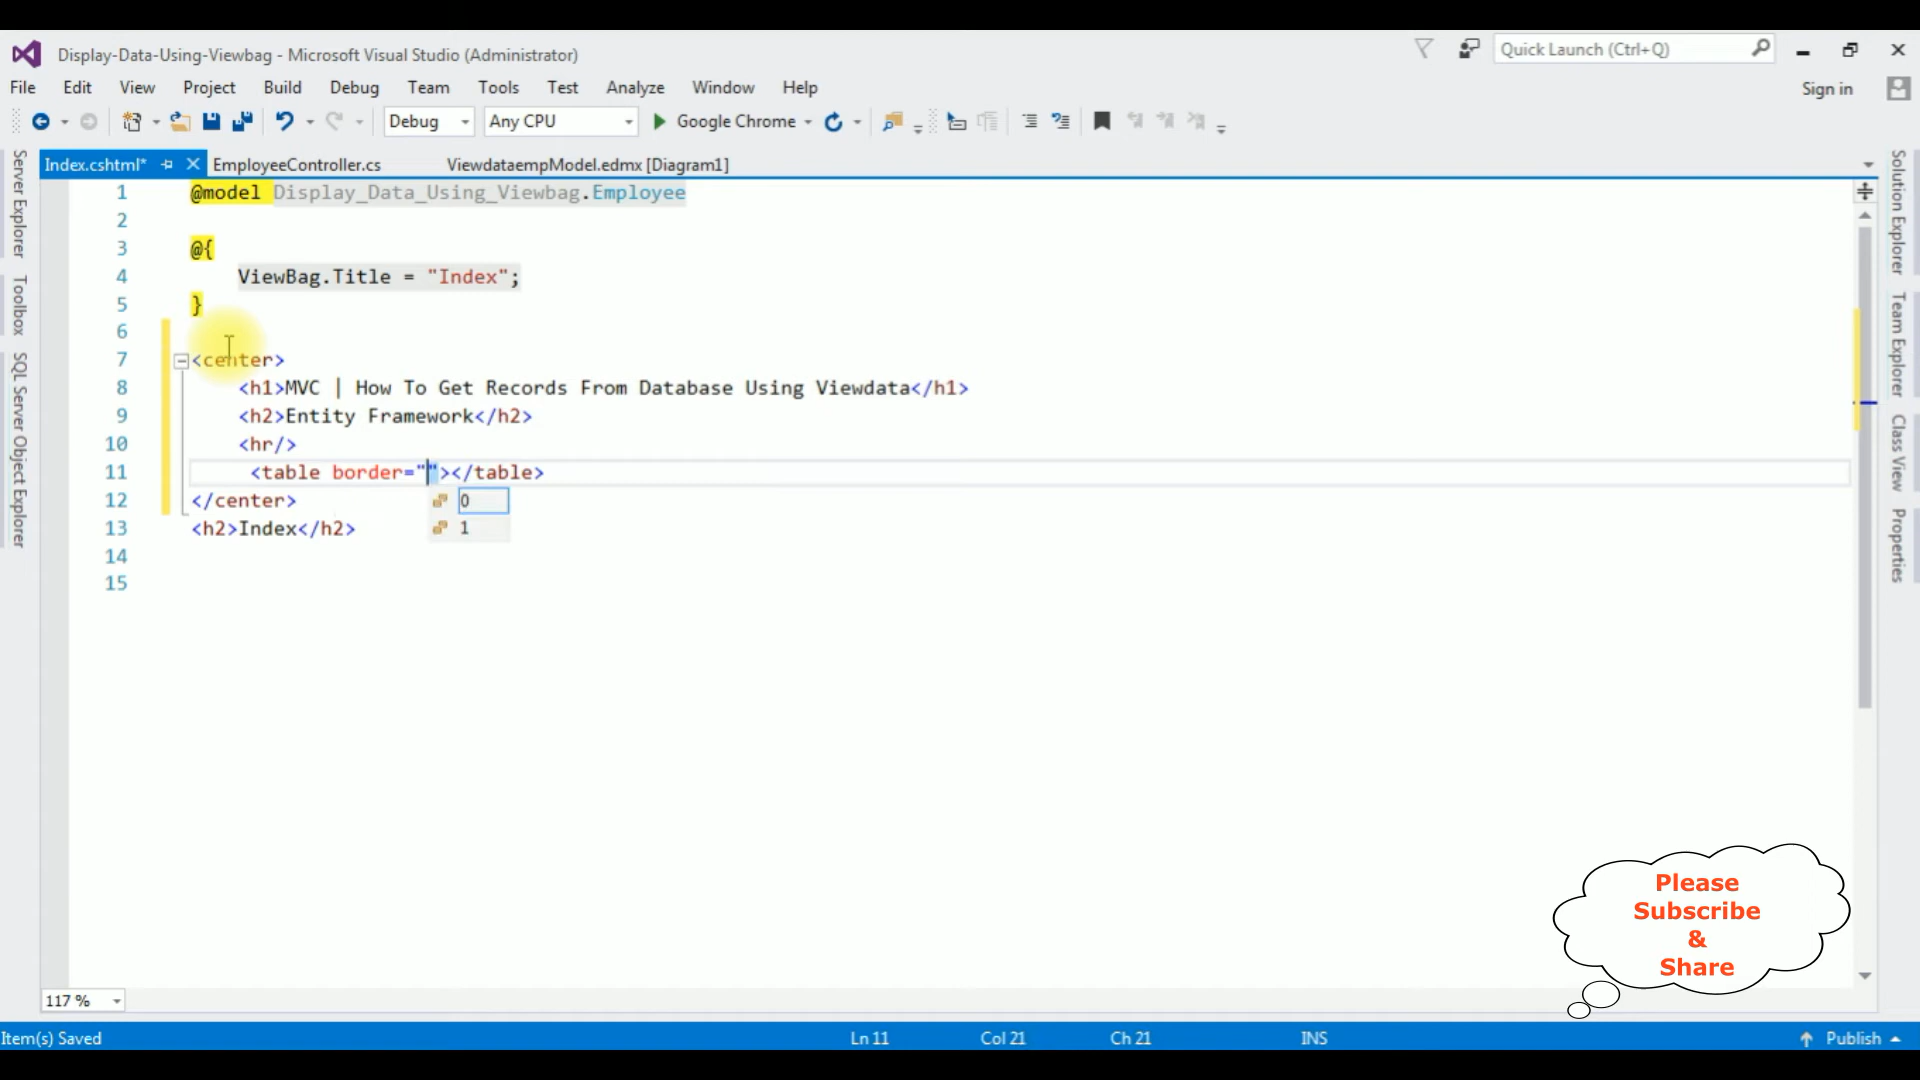 Display-Data-Using-Viewbag - Microsoft Visual Studio (Administrator)
Quick Launch (Ctrl+Q)
File Edit View Project Build Debug Team Tools Test Analyze Window Help
Sign in
Debug Any CPU Google Chrome
Index.cshtml* EmployeeController.cs ViewdataempModel.edmx [Diagram1]
Server Explorer
Toolbox
SQL Server Object Explorer
1 @model Display_Data_Using_Viewbag.Employee
2
3 @{
4 ViewBag.Title = "Index";
5 }
6
7 <center>
8 <h1>MVC | How To Get Records From Database Using Viewdata</h1>
9 <h2>Entity Framework</h2>
10 <hr/>
11 <table border=""></table>
12 </center>
0
13 <h2>Index</h2>
1
14
15
Solution Explorer
Team Explorer
Class View
Properties
Please
Subscribe
&
Share
117 %
Item(s) Saved
Ln 11 Col 21 Ch 21 INS
Publish